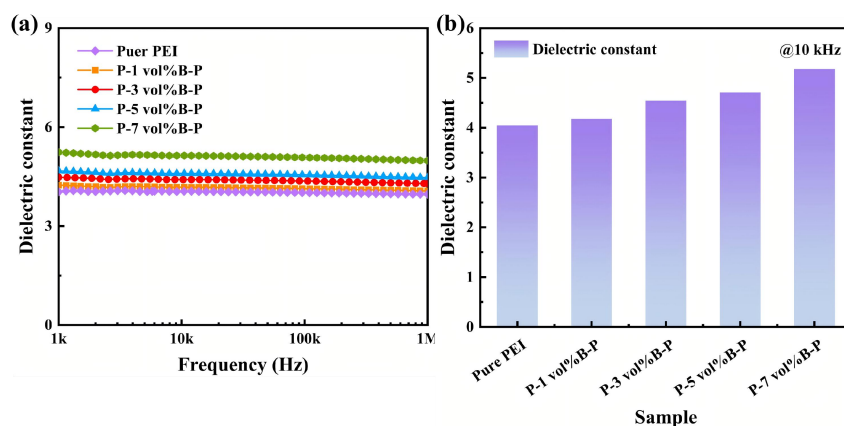 (a)
9
6
3
0
Dielectric constant
Puer PEI
P-1 vol%B-P
P-3 vol%B-P
P-5 vol%B-P
P-7 vol%B-P
1k
10k
100k
1M
Frequency (Hz)
(b)
6
5
4
3
2
1
0
Dielectric constant
Dielectric constant
@10 kHz
Pure PEI
P-1 vol%B-P
P-3 vol%B-P
P-5 vol%B-P
P-7 vol%B-P
Sample